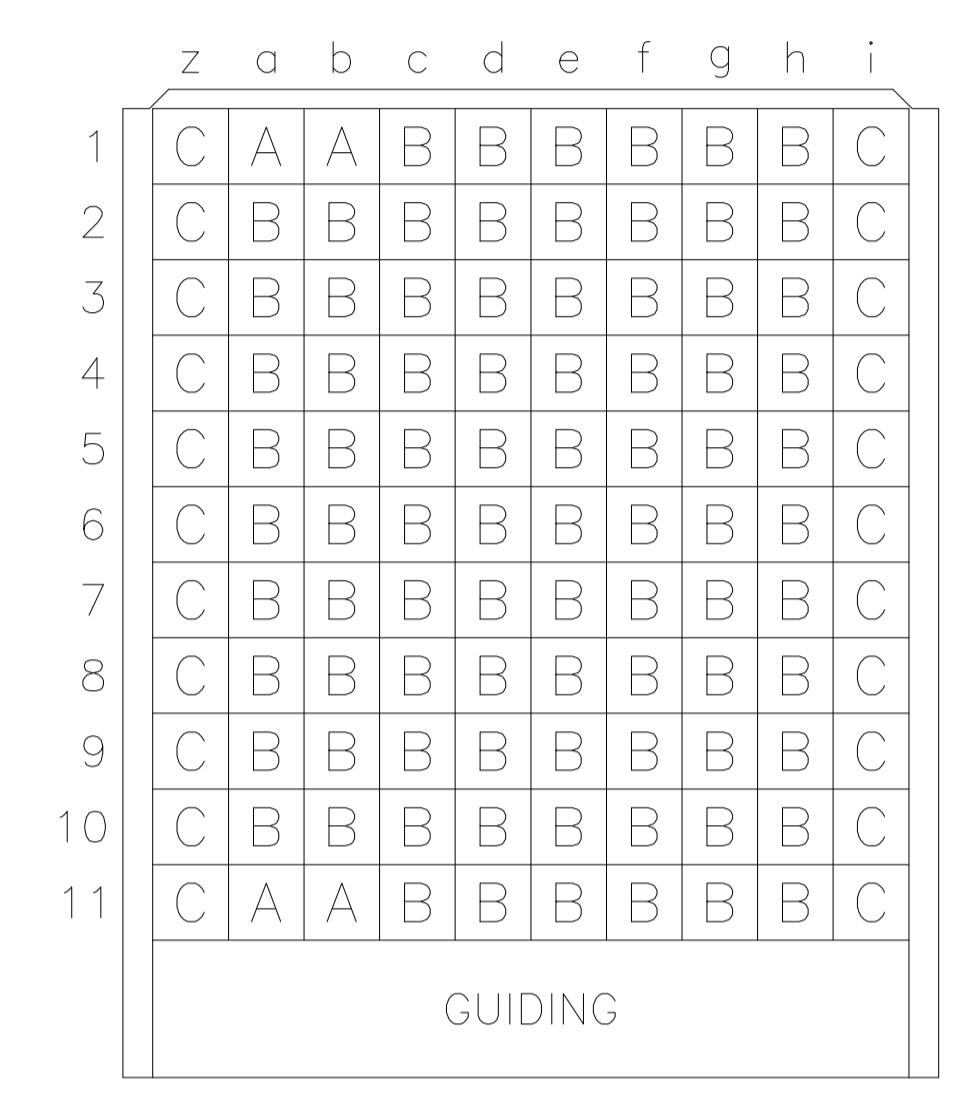 z a b c d e f g h i
1 C A A B B B B B B C
2 C B B B B B B B B C
3 C B B B B B B B B C
4 C B B B B B B B B C
5 C B B B B B B B B C
6 C B B B B B B B B C
7 C B B B B B B B B C
8 C B B B B B B B B C
9 C B B B B B B B B C
10 C B B B B B B B B C
11 C A A B B B B B B C
GUIDING